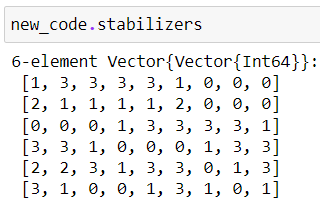 new_code.stabilizers
6-element Vector{Vector{Int64}}:
[1, 3, 3, 3, 3, 1, 0, 0, 0]
[2, 1, 1, 1, 1, 2, 0, 0, 0]
[0, 0, 0, 1, 3, 3, 3, 3, 1]
[3, 3, 1, 0, 0, 0, 1, 3, 3]
[2, 2, 3, 1, 3, 3, 0, 1, 3]
[3, 1, 0, 0, 1, 3, 1, 0, 1]